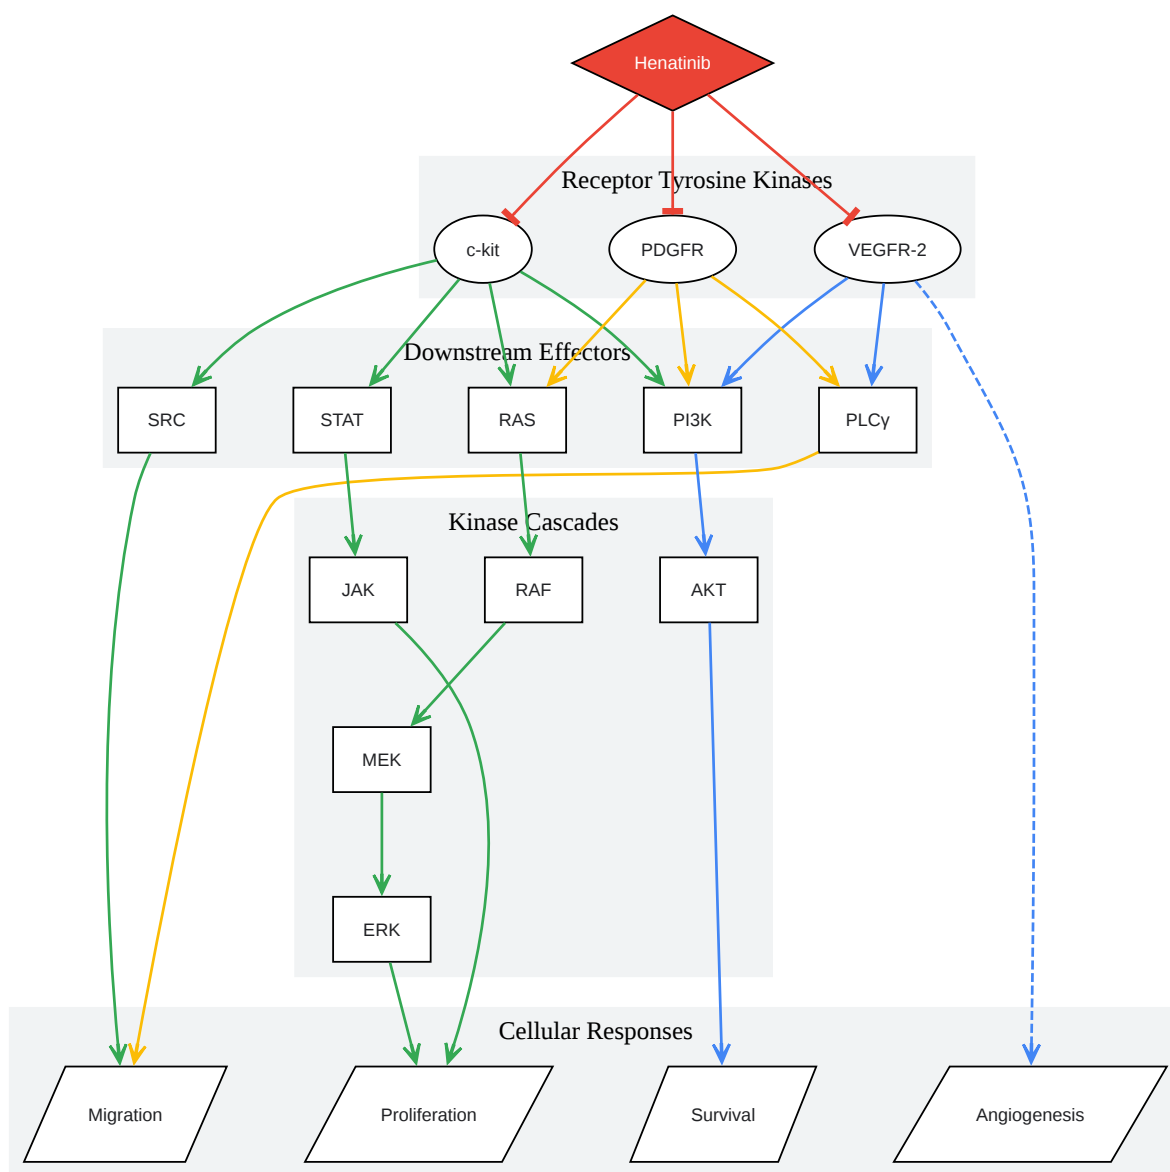 Henatinib
Receptor Tyrosine Kinases
c-kit
PDGFR
VEGFR-2
Downstream Effectors
SRC
STAT
RAS
PI3K
PLCγ
Kinase Cascades
JAK
RAF
AKT
MEK
ERK
Cellular Responses
Migration
Proliferation
Survival
Angiogenesis